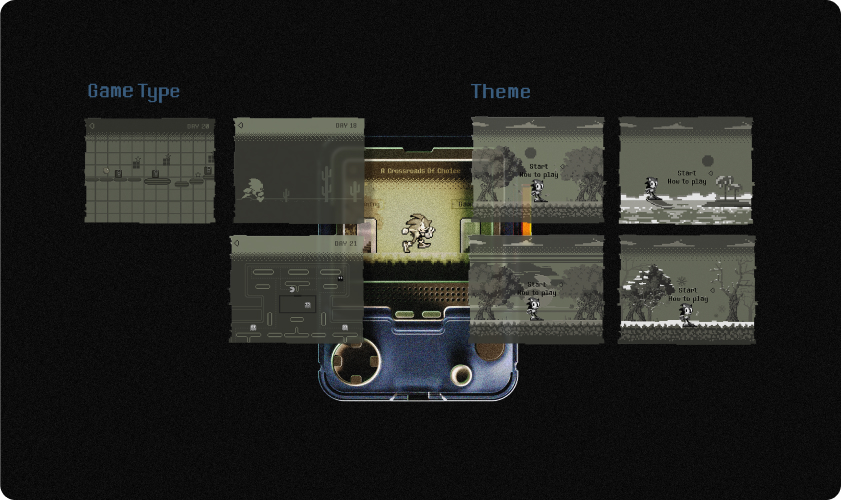 Game Type
Theme
DAY 20
DAY 18
A Crossroads Of Choice
Start
How to play
Start
How to play
DAY 21
Start
How to play
Start
How to play